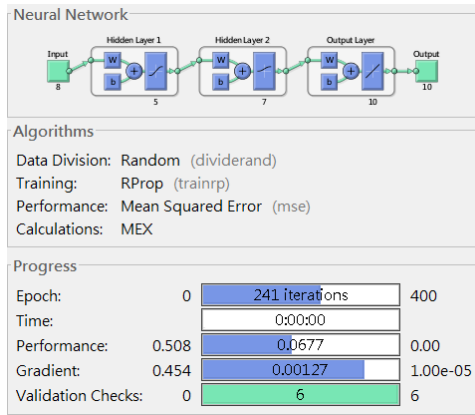 Neural Network
Hidden Layer 1 Hidden Layer 2 Output Layer
Input Output
W W W
b b b
8 5 7 10 10
Algorithms
Data Division: Random (dividerand)
Training: RProp (trainrp)
Performance: Mean Squared Error (mse)
Calculations: MEX
Progress
Epoch: 0 241 iterations 400
Time: 0:00:00
Performance: 0.508 0.0677 0.00
Gradient: 0.454 0.00127 1.00e-05
Validation Checks: 0 6 6